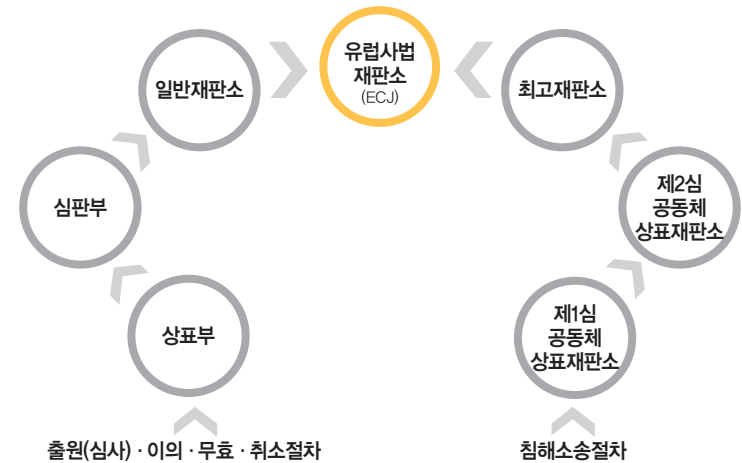 유럽사법
재판소
(ECJ)
일반재판소
최고재판소
심판부
제2심
공동체
상표재판소
상표부
제1심
공동체
상표재판소
출원(심사) · 이의 · 무효 · 취소절차
침해소송절차